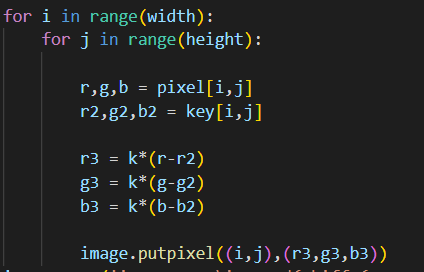 for i in range(width):
for j in range(height):
r,g,b = pixel[i,j]
r2,g2,b2 = key[i,j]
r3 = k*(r-r2)
g3 = k*(g-g2)
b3 = k*(b-b2)
image.putpixel((i,j),(r3,g3,b3))